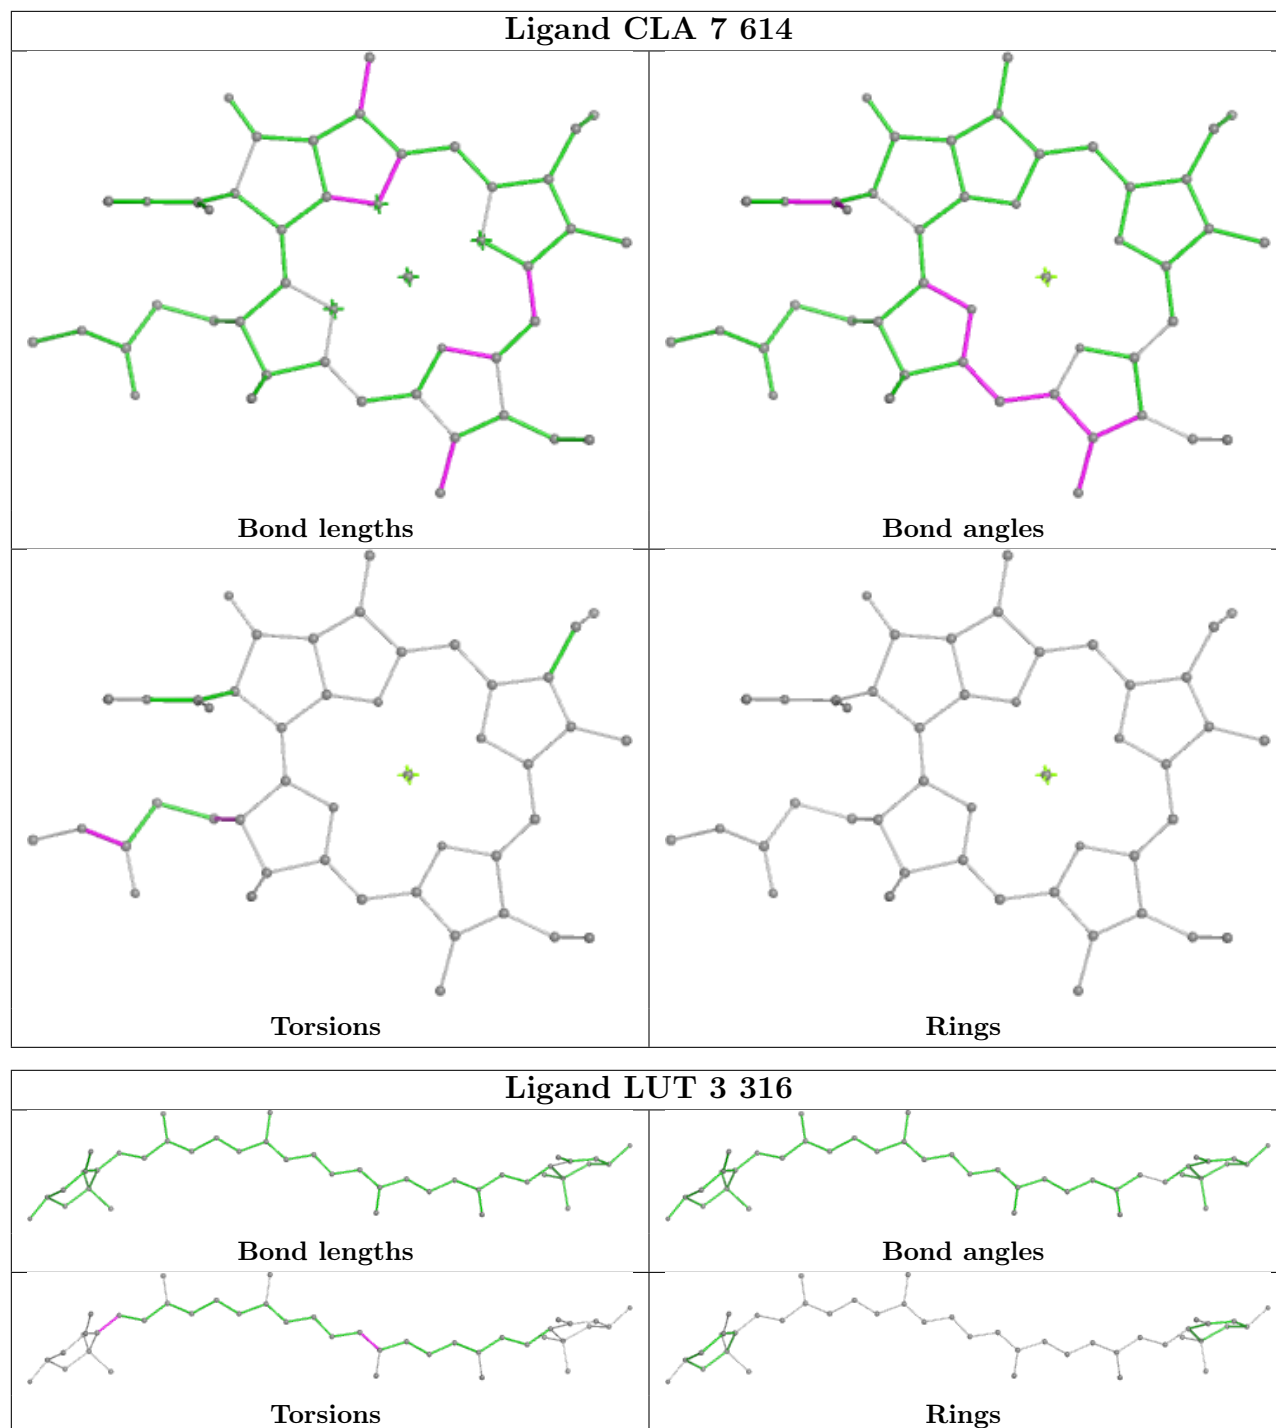 Ligand CLA 7 614
Bond lengths
Bond angles
Torsions
Rings
Ligand LUT 3 316
Bond lengths
Bond angles
Torsions
Rings